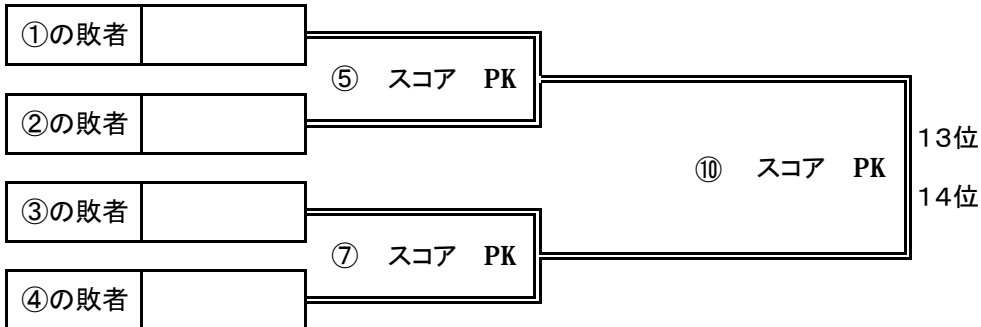 ①の敗者
⑤ スコア PK
②の敗者
13位
⑩ スコア PK
14位
③の敗者
⑦ スコア PK
④の敗者